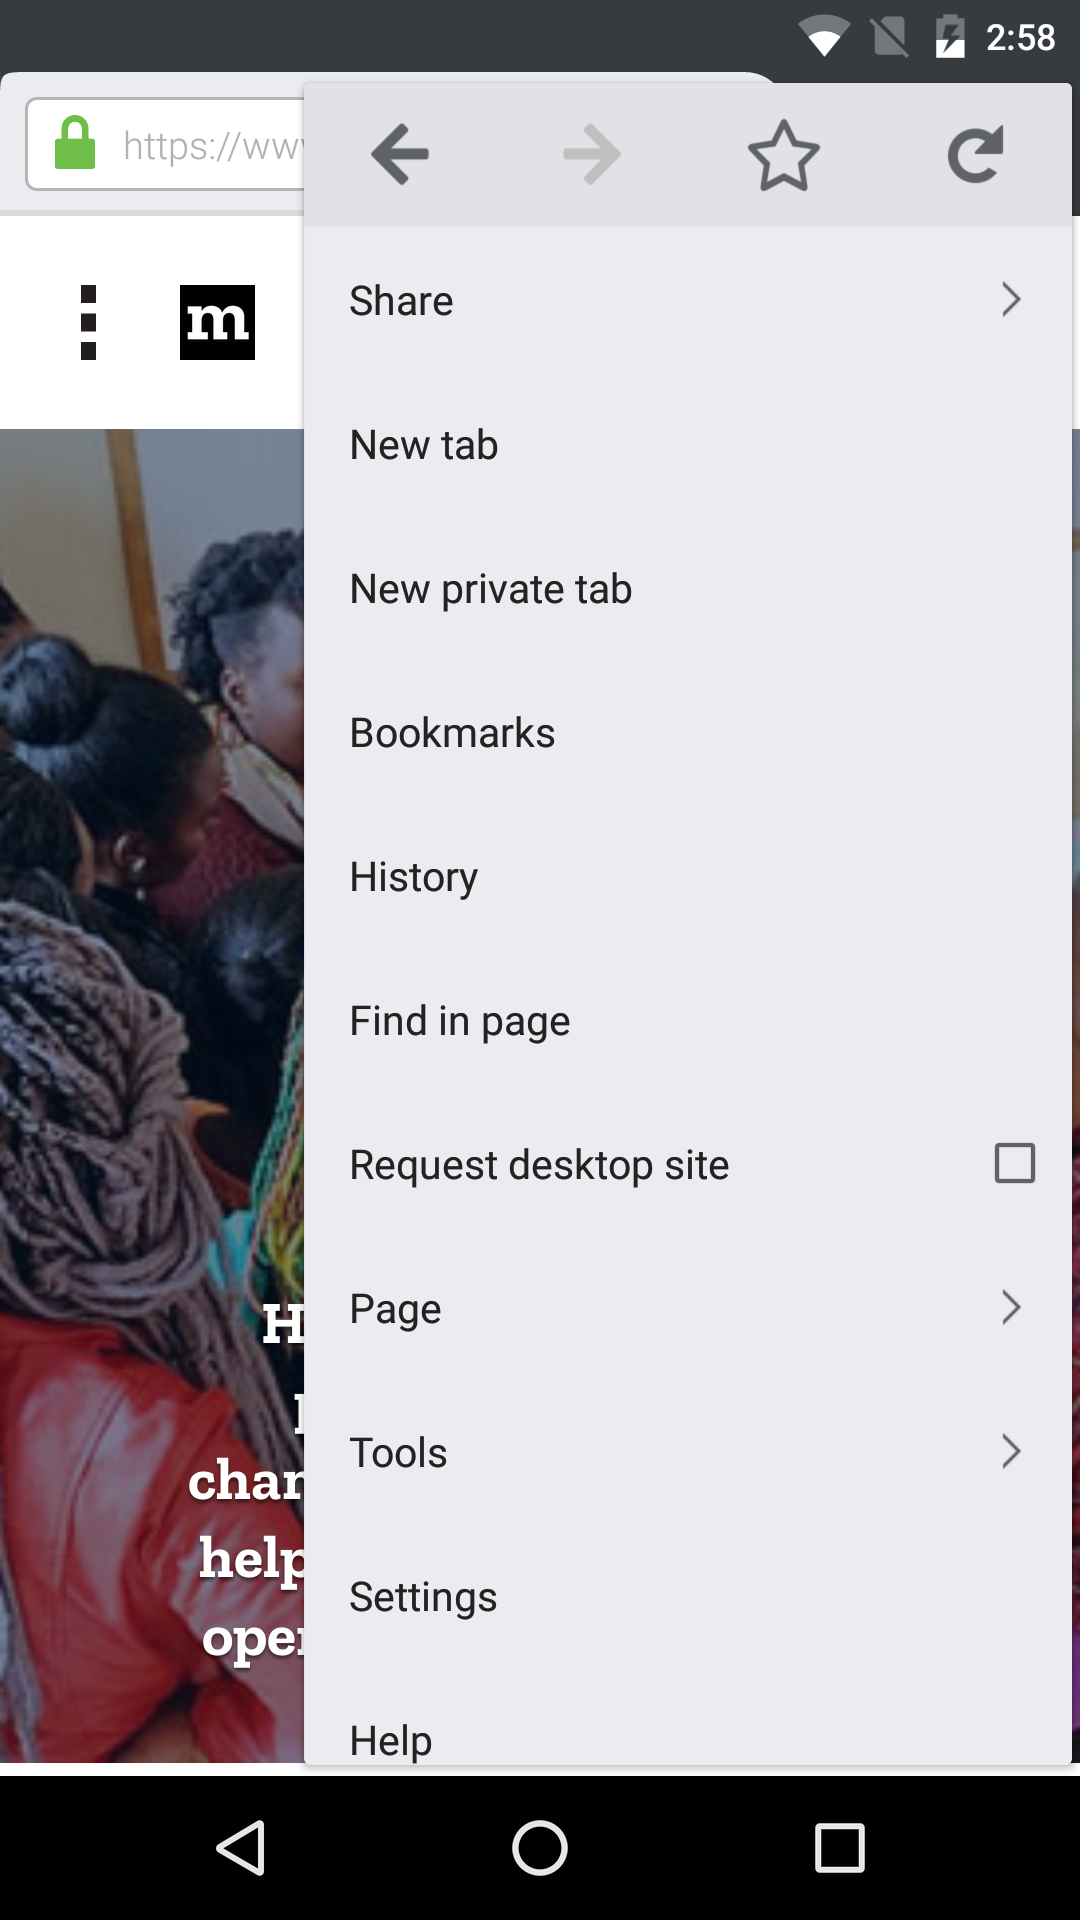 2:58
https://ww
m
Share
New tab
New private tab
Bookmarks
History
Find in page
Request desktop site
Page
Tools
Settings
Help
H
char
help
oper